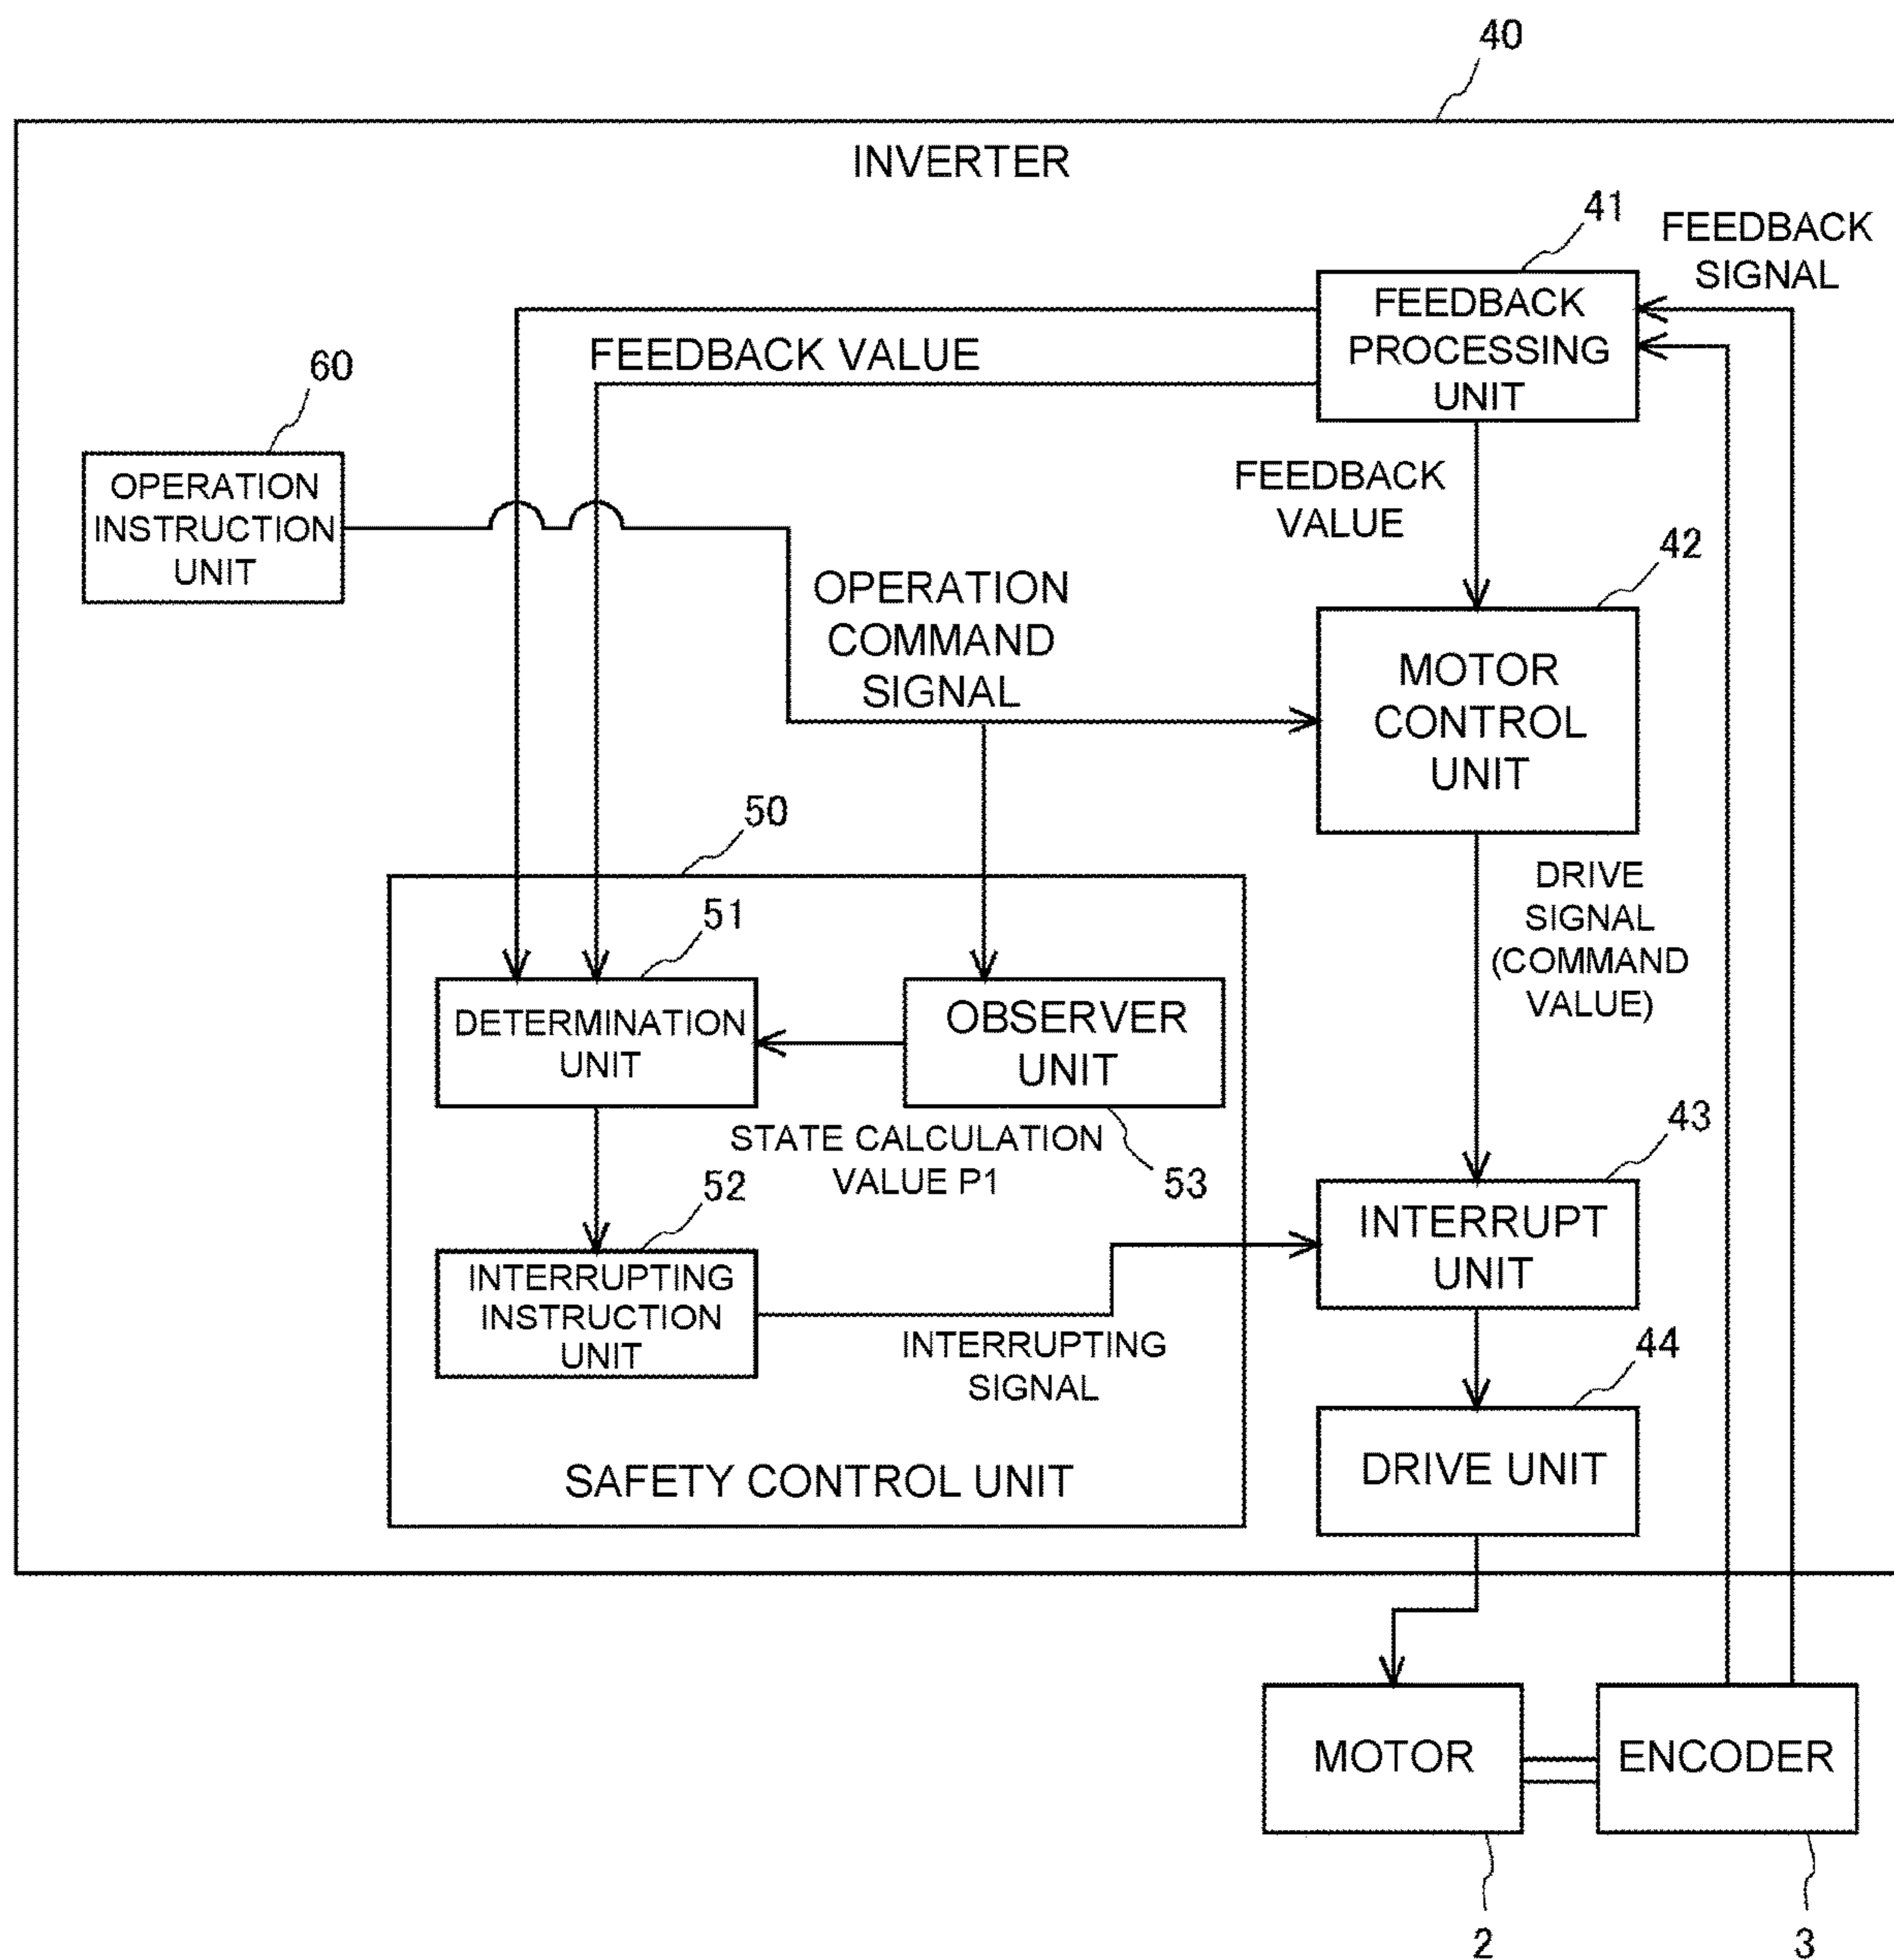 40
INVERTER
41
FEEDBACK
SIGNAL
FEEDBACK
PROCESSING
UNIT
FEEDBACK VALUE
60
OPERATION
INSTRUCTION
UNIT
FEEDBACK
VALUE
42
OPERATION
COMMAND
SIGNAL
MOTOR
CONTROL
UNIT
50
DRIVE
SIGNAL
(COMMAND
VALUE)
51
DETERMINATION
UNIT
OBSERVER
UNIT
STATE CALCULATION
VALUE P1
53
43
52
INTERRUPT
UNIT
INTERRUPTING
INSTRUCTION
UNIT
INTERRUPTING
SIGNAL
44
DRIVE UNIT
SAFETY CONTROL UNIT
MOTOR
ENCODER
2
3